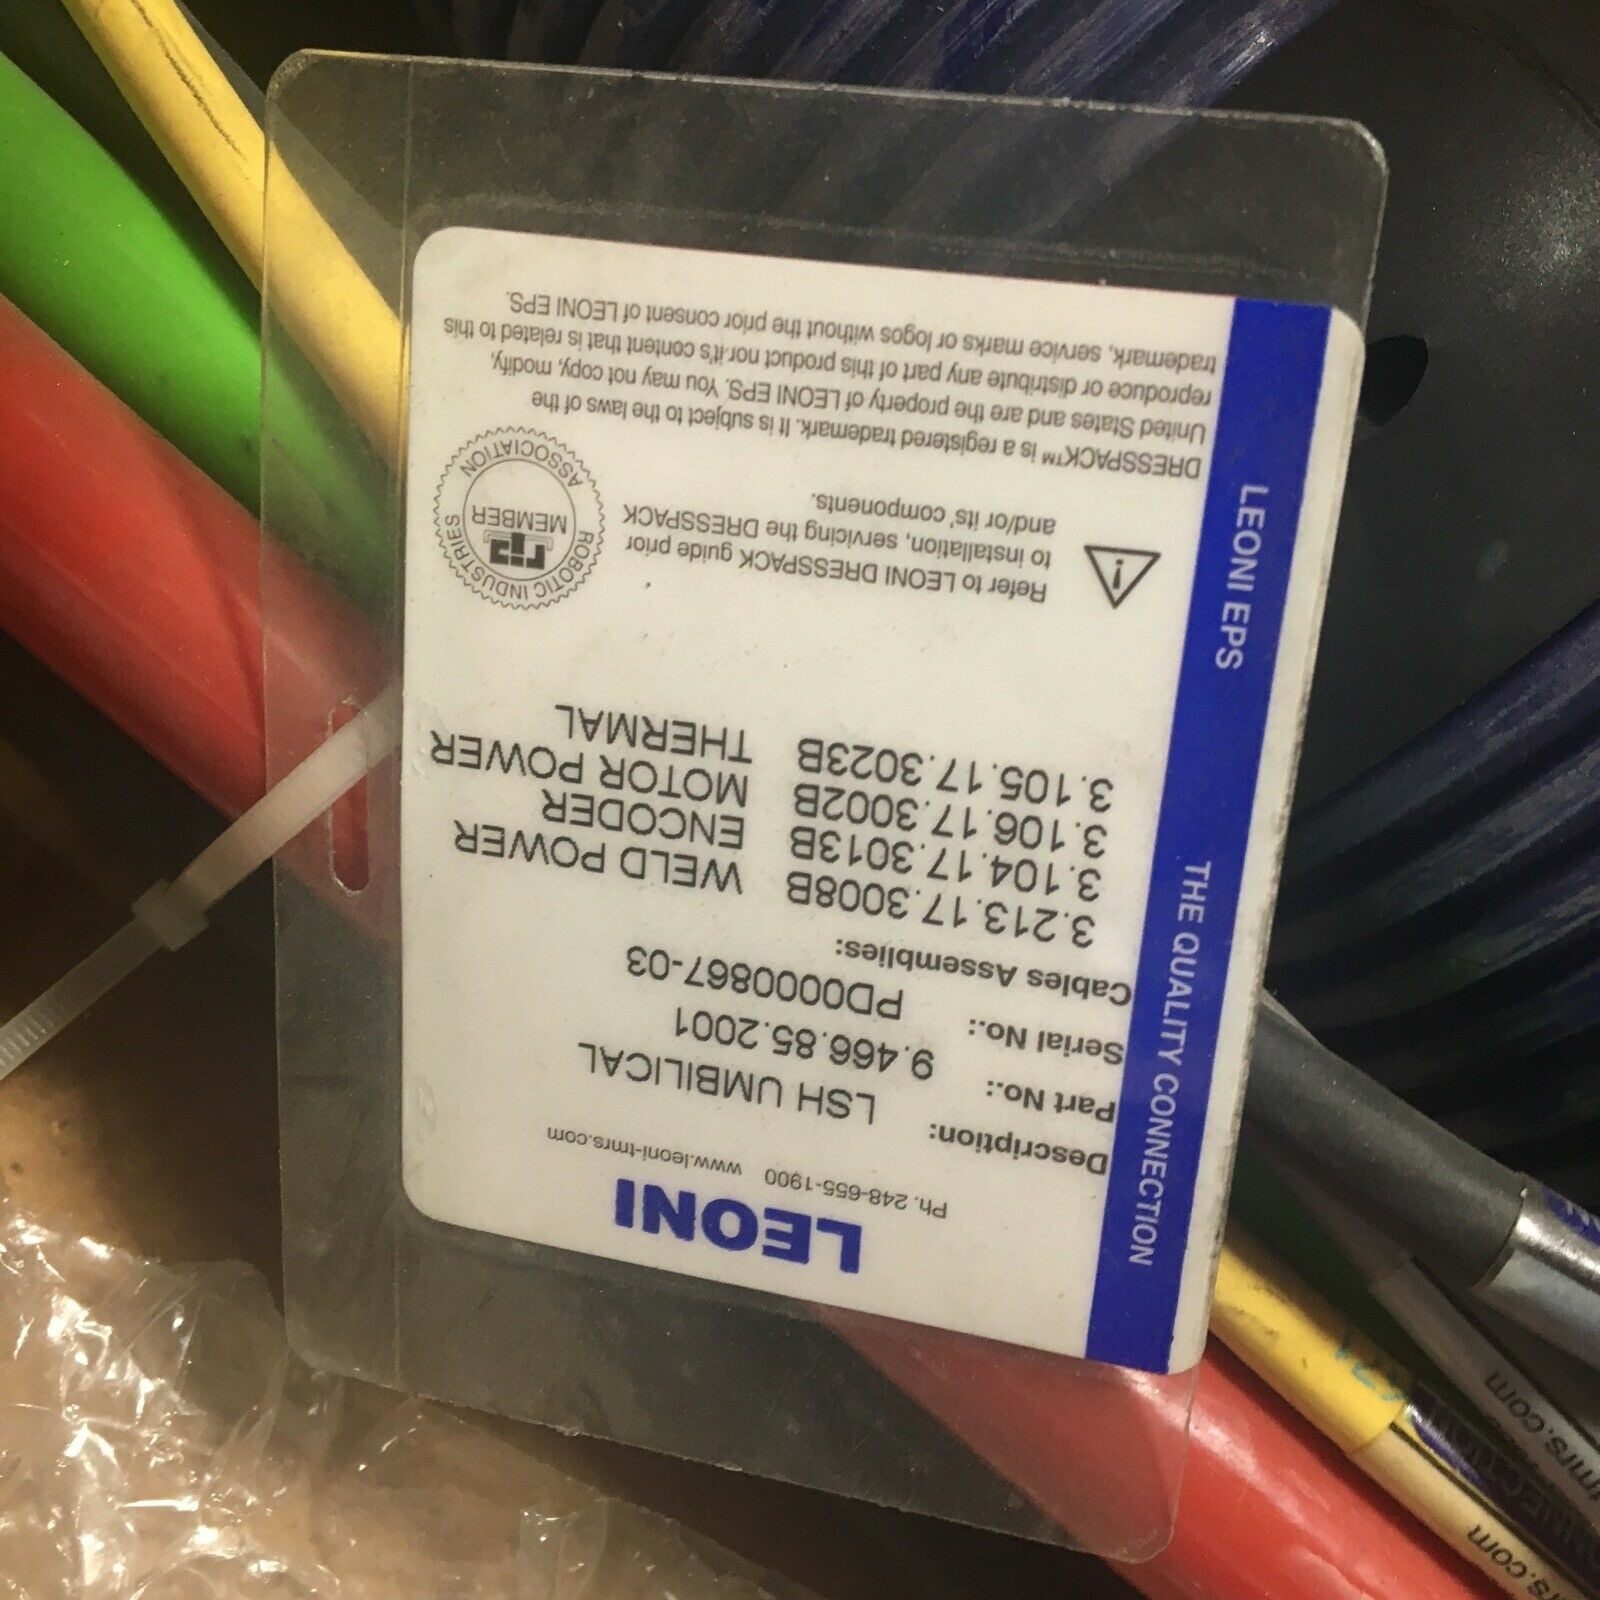 LEONI
Ph. 248-655-1900 www.leoni-tmrs.com
Description: LSH UMBILICAL
Part No.: 9.466.85.2001
Serial No.: PD0000867-03
Cables Assemblies:
3.213.17.3008B WELD POWER
3.104.17.3013B ENCODER
3.106.17.3002B MOTOR POWER
3.105.17.3023B THERMAL
Refer to LEONI DRESSPACK guide prior
to installation, servicing the DRESSPACK
and/or its' components.
ROBOTIC INDUSTRIES
ria
MEMBER
ASSOCIATION
DRESSPACK™ is a registered trademark. It is subject to the laws of the
United States and are the property of LEONI EPS. You may not copy, modify,
reproduce or distribute any part of this product nor it's content that is related to this
trademark, service marks or logos without the prior consent of LEONI EPS.
LEONI EPS THE QUALITY CONNECTION